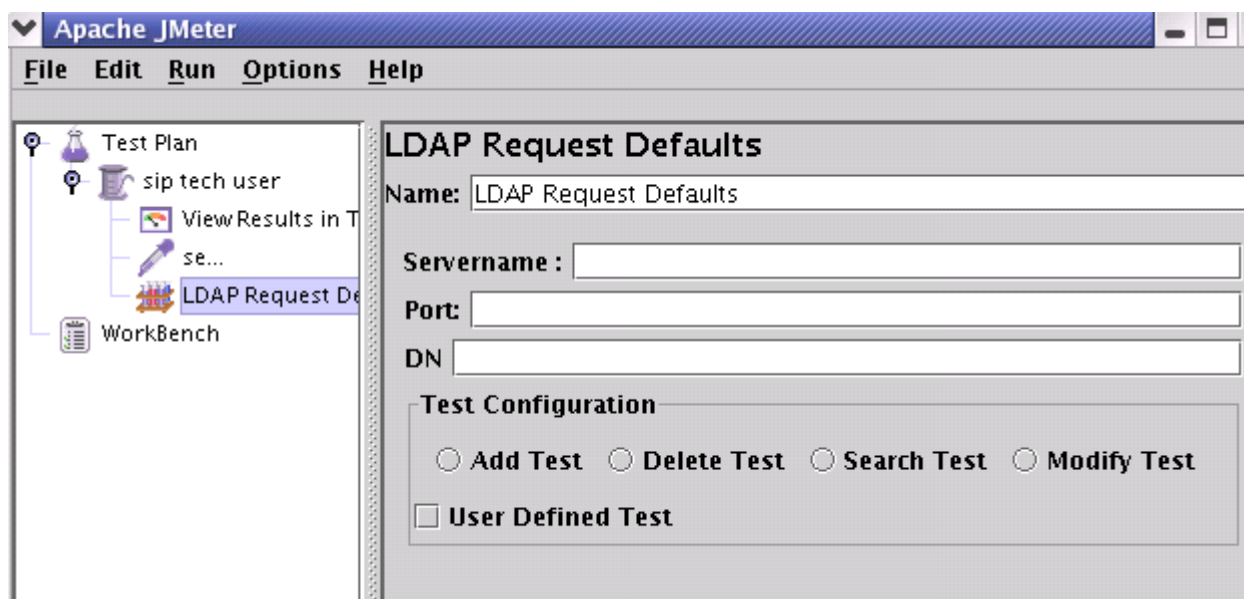 Apache JMeter
File Edit Run Options Help
Test Plan
sip tech user
View Results in T
se...
LDAP Request De
WorkBench
LDAP Request Defaults
Name: LDAP Request Defaults
Servername :
Port:
DN
Test Configuration
Add Test Delete Test Search Test Modify Test
User Defined Test